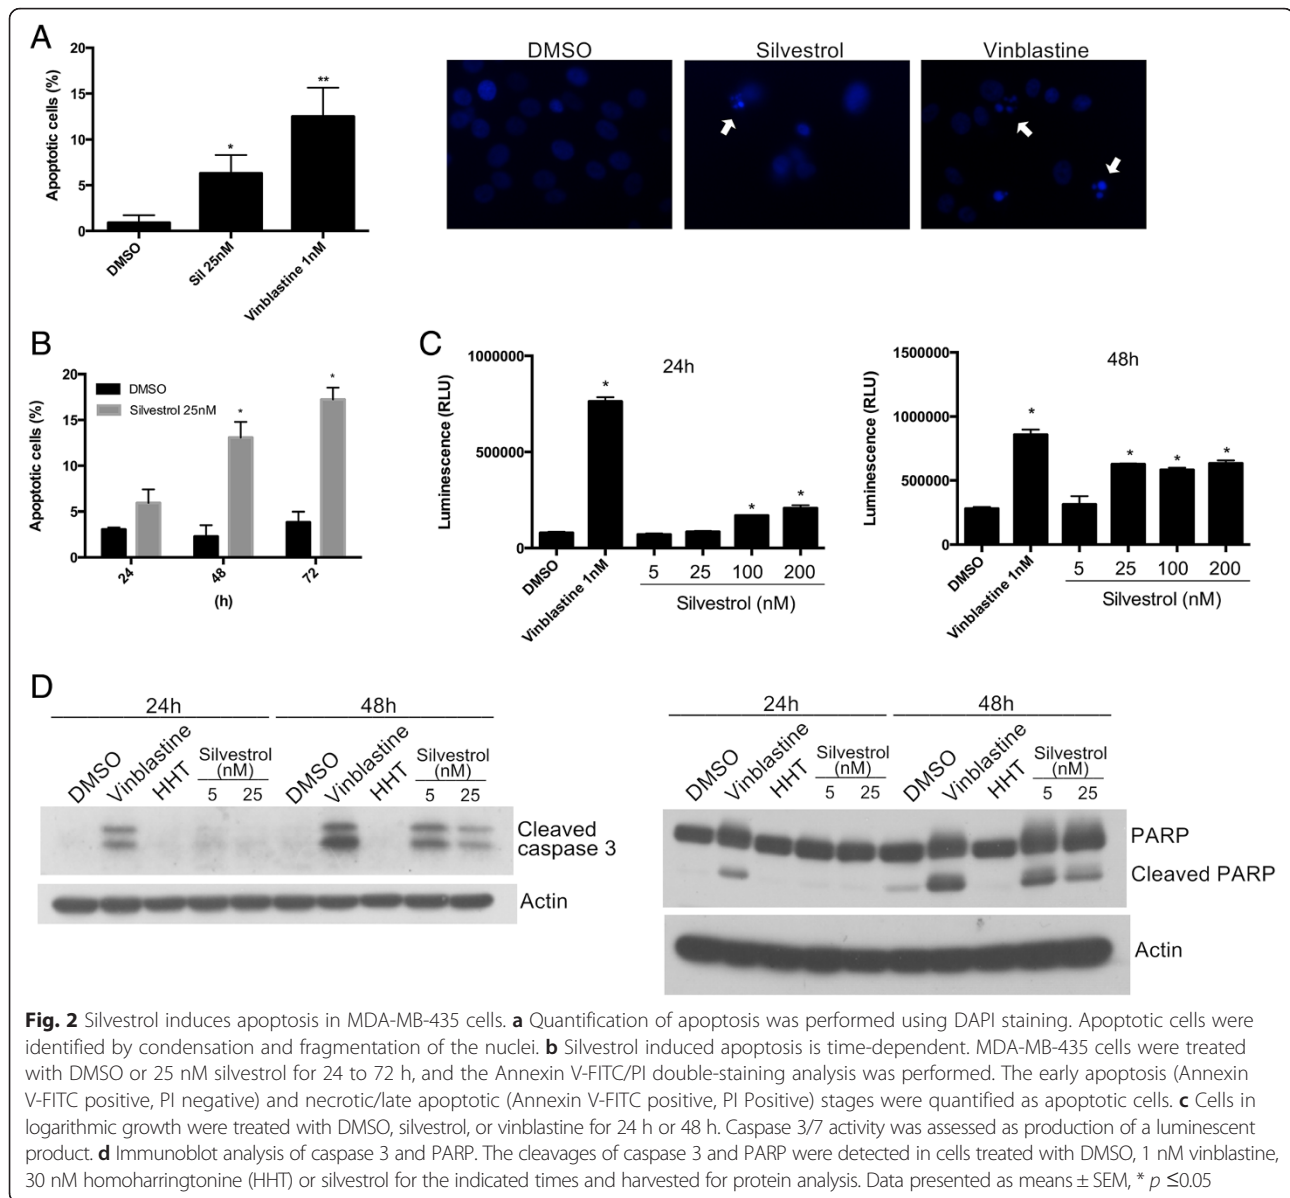 A
20
15
10
5
0
Apoptotic cells (%)
*
**
DMSO
Sil 25nM
Vinblastine 1nM
DMSO
Silvestrol
Vinblastine
B
20
15
10
5
0
Apoptotic cells (%)
DMSO
Silvestrol 25nM
*
*
24
48
72
(h)
C
1000000
500000
0
Luminescence (RLU)
24h
*
*
*
DMSO
Vinblastine 1nM
5 25 100 200
Silvestrol (nM)
1500000
1000000
500000
0
Luminescence (RLU)
48h
*
*
*
*
DMSO
Vinblastine 1nM
5 25 100 200
Silvestrol (nM)
D
24h 48h
DMSO
Vinblastine
HHT
Silvestrol
(nM)
5 25
DMSO
Vinblastine
HHT
Silvestrol
(nM)
5 25
Cleaved
caspase 3
Actin
24h 48h
DMSO
Vinblastine
HHT
Silvestrol
(nM)
5 25
DMSO
Vinblastine
HHT
Silvestrol
(nM)
5 25
PARP
Cleaved PARP
Actin
Fig. 2 Silvestrol induces apoptosis in MDA-MB-435 cells. a Quantification of apoptosis was performed using DAPI staining. Apoptotic cells were
identified by condensation and fragmentation of the nuclei. b Silvestrol induced apoptosis is time-dependent. MDA-MB-435 cells were treated
with DMSO or 25 nM silvestrol for 24 to 72 h, and the Annexin V-FITC/PI double-staining analysis was performed. The early apoptosis (Annexin
V-FITC positive, PI negative) and necrotic/late apoptotic (Annexin V-FITC positive, PI Positive) stages were quantified as apoptotic cells. c Cells in
logarithmic growth were treated with DMSO, silvestrol, or vinblastine for 24 h or 48 h. Caspase 3/7 activity was assessed as production of a luminescent
product. d Immunoblot analysis of caspase 3 and PARP. The cleavages of caspase 3 and PARP were detected in cells treated with DMSO, 1 nM vinblastine,
30 nM homoharringtonine (HHT) or silvestrol for the indicated times and harvested for protein analysis. Data presented as means ± SEM, * p ≤0.05